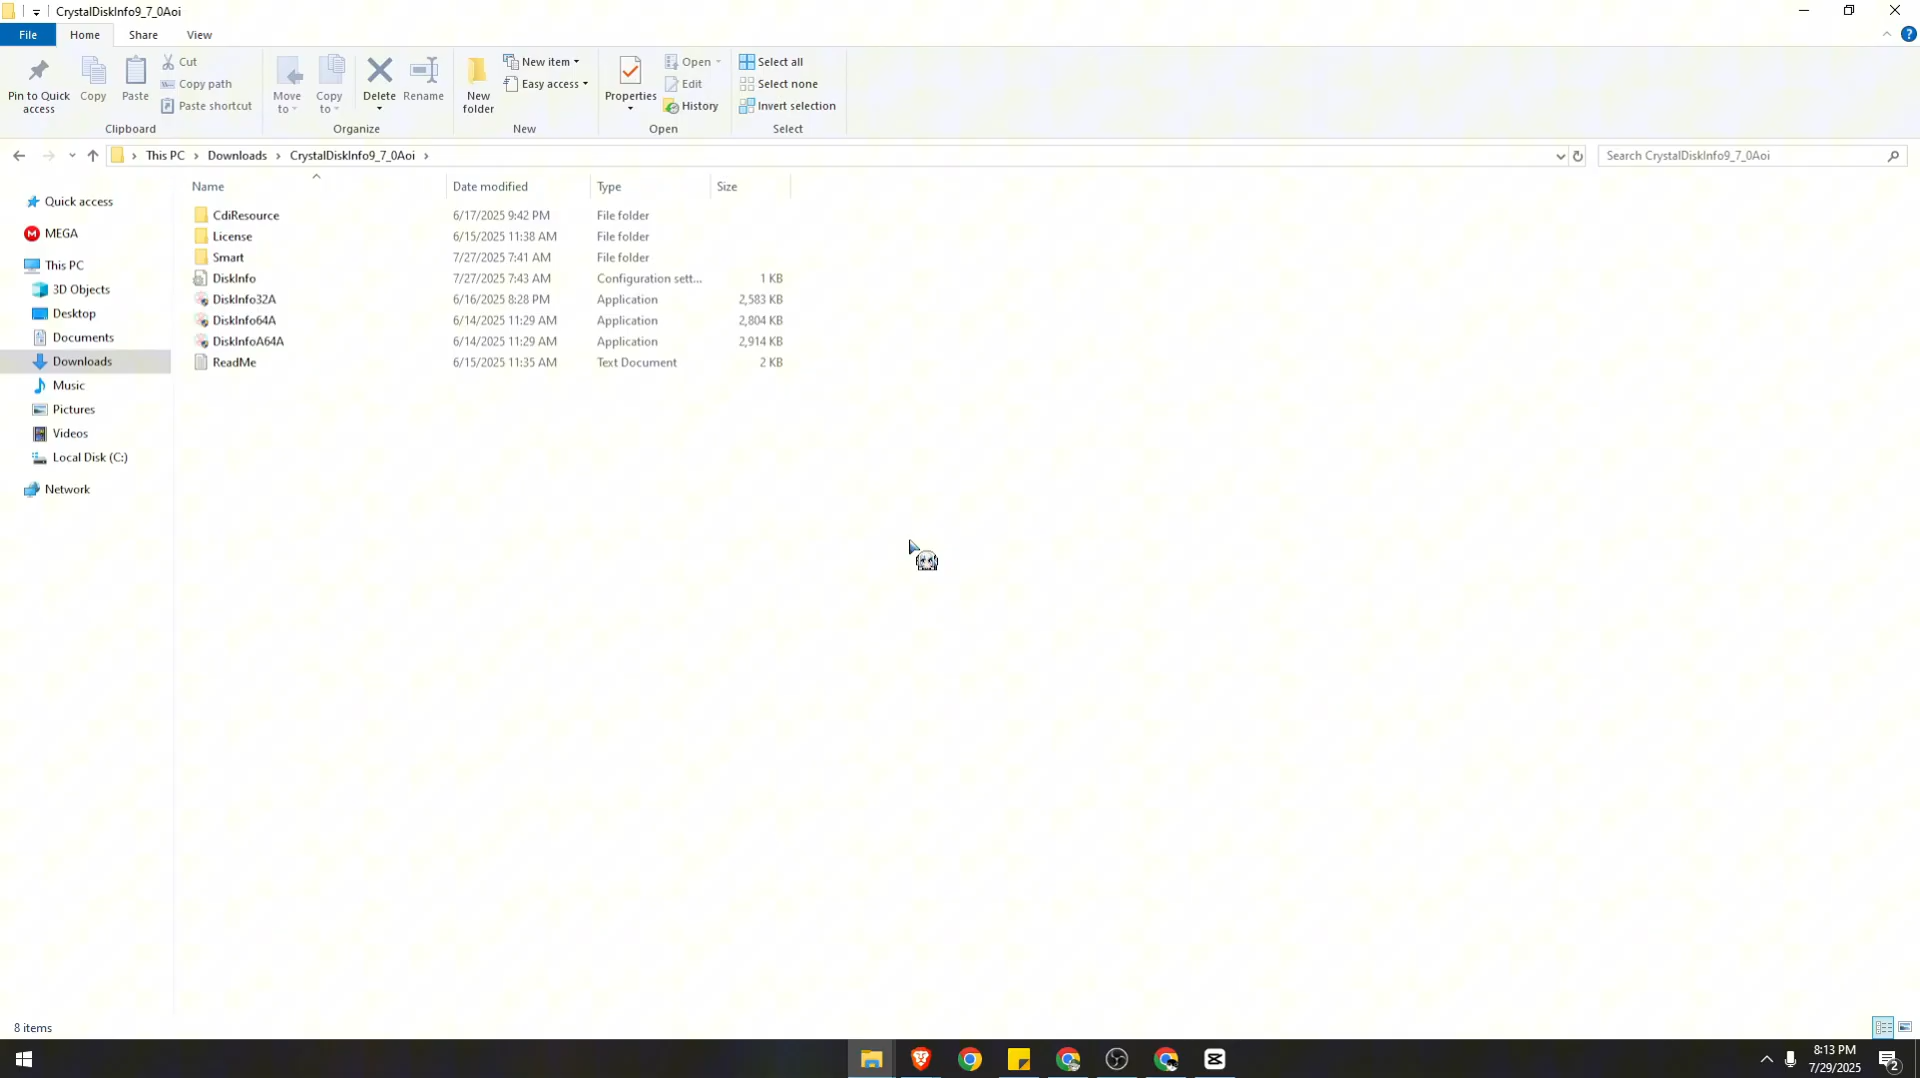 CrystalDiskInfo9_7_0Aoi
File Home Share View
Pin to Quick access
Copy
Paste
Cut
Copy path
Paste shortcut
Clipboard
Move to
Copy to
Delete
Rename
Organize
New folder
New item
Easy access
New
Properties
Open
Edit
History
Open
Select all
Select none
Invert selection
Select
This PC > Downloads > CrystalDiskInfo9_7_0Aoi >
Search CrystalDiskInfo9_7_0Aoi
Quick access
MEGA
This PC
3D Objects
Desktop
Documents
Downloads
Music
Pictures
Videos
Local Disk (C:)
Network
Name Date modified Type Size
CdiResource 6/17/2025 9:42 PM File folder
License 6/15/2025 11:38 AM File folder
Smart 7/27/2025 7:41 AM File folder
DiskInfo 7/27/2025 7:43 AM Configuration sett... 1 KB
DiskInfo32A 6/16/2025 8:28 PM Application 2,583 KB
DiskInfo64A 6/14/2025 11:29 AM Application 2,804 KB
DiskInfoA64A 6/14/2025 11:29 AM Application 2,914 KB
ReadMe 6/15/2025 11:35 AM Text Document 2 KB
8 items
8:13 PM
7/29/2025
2